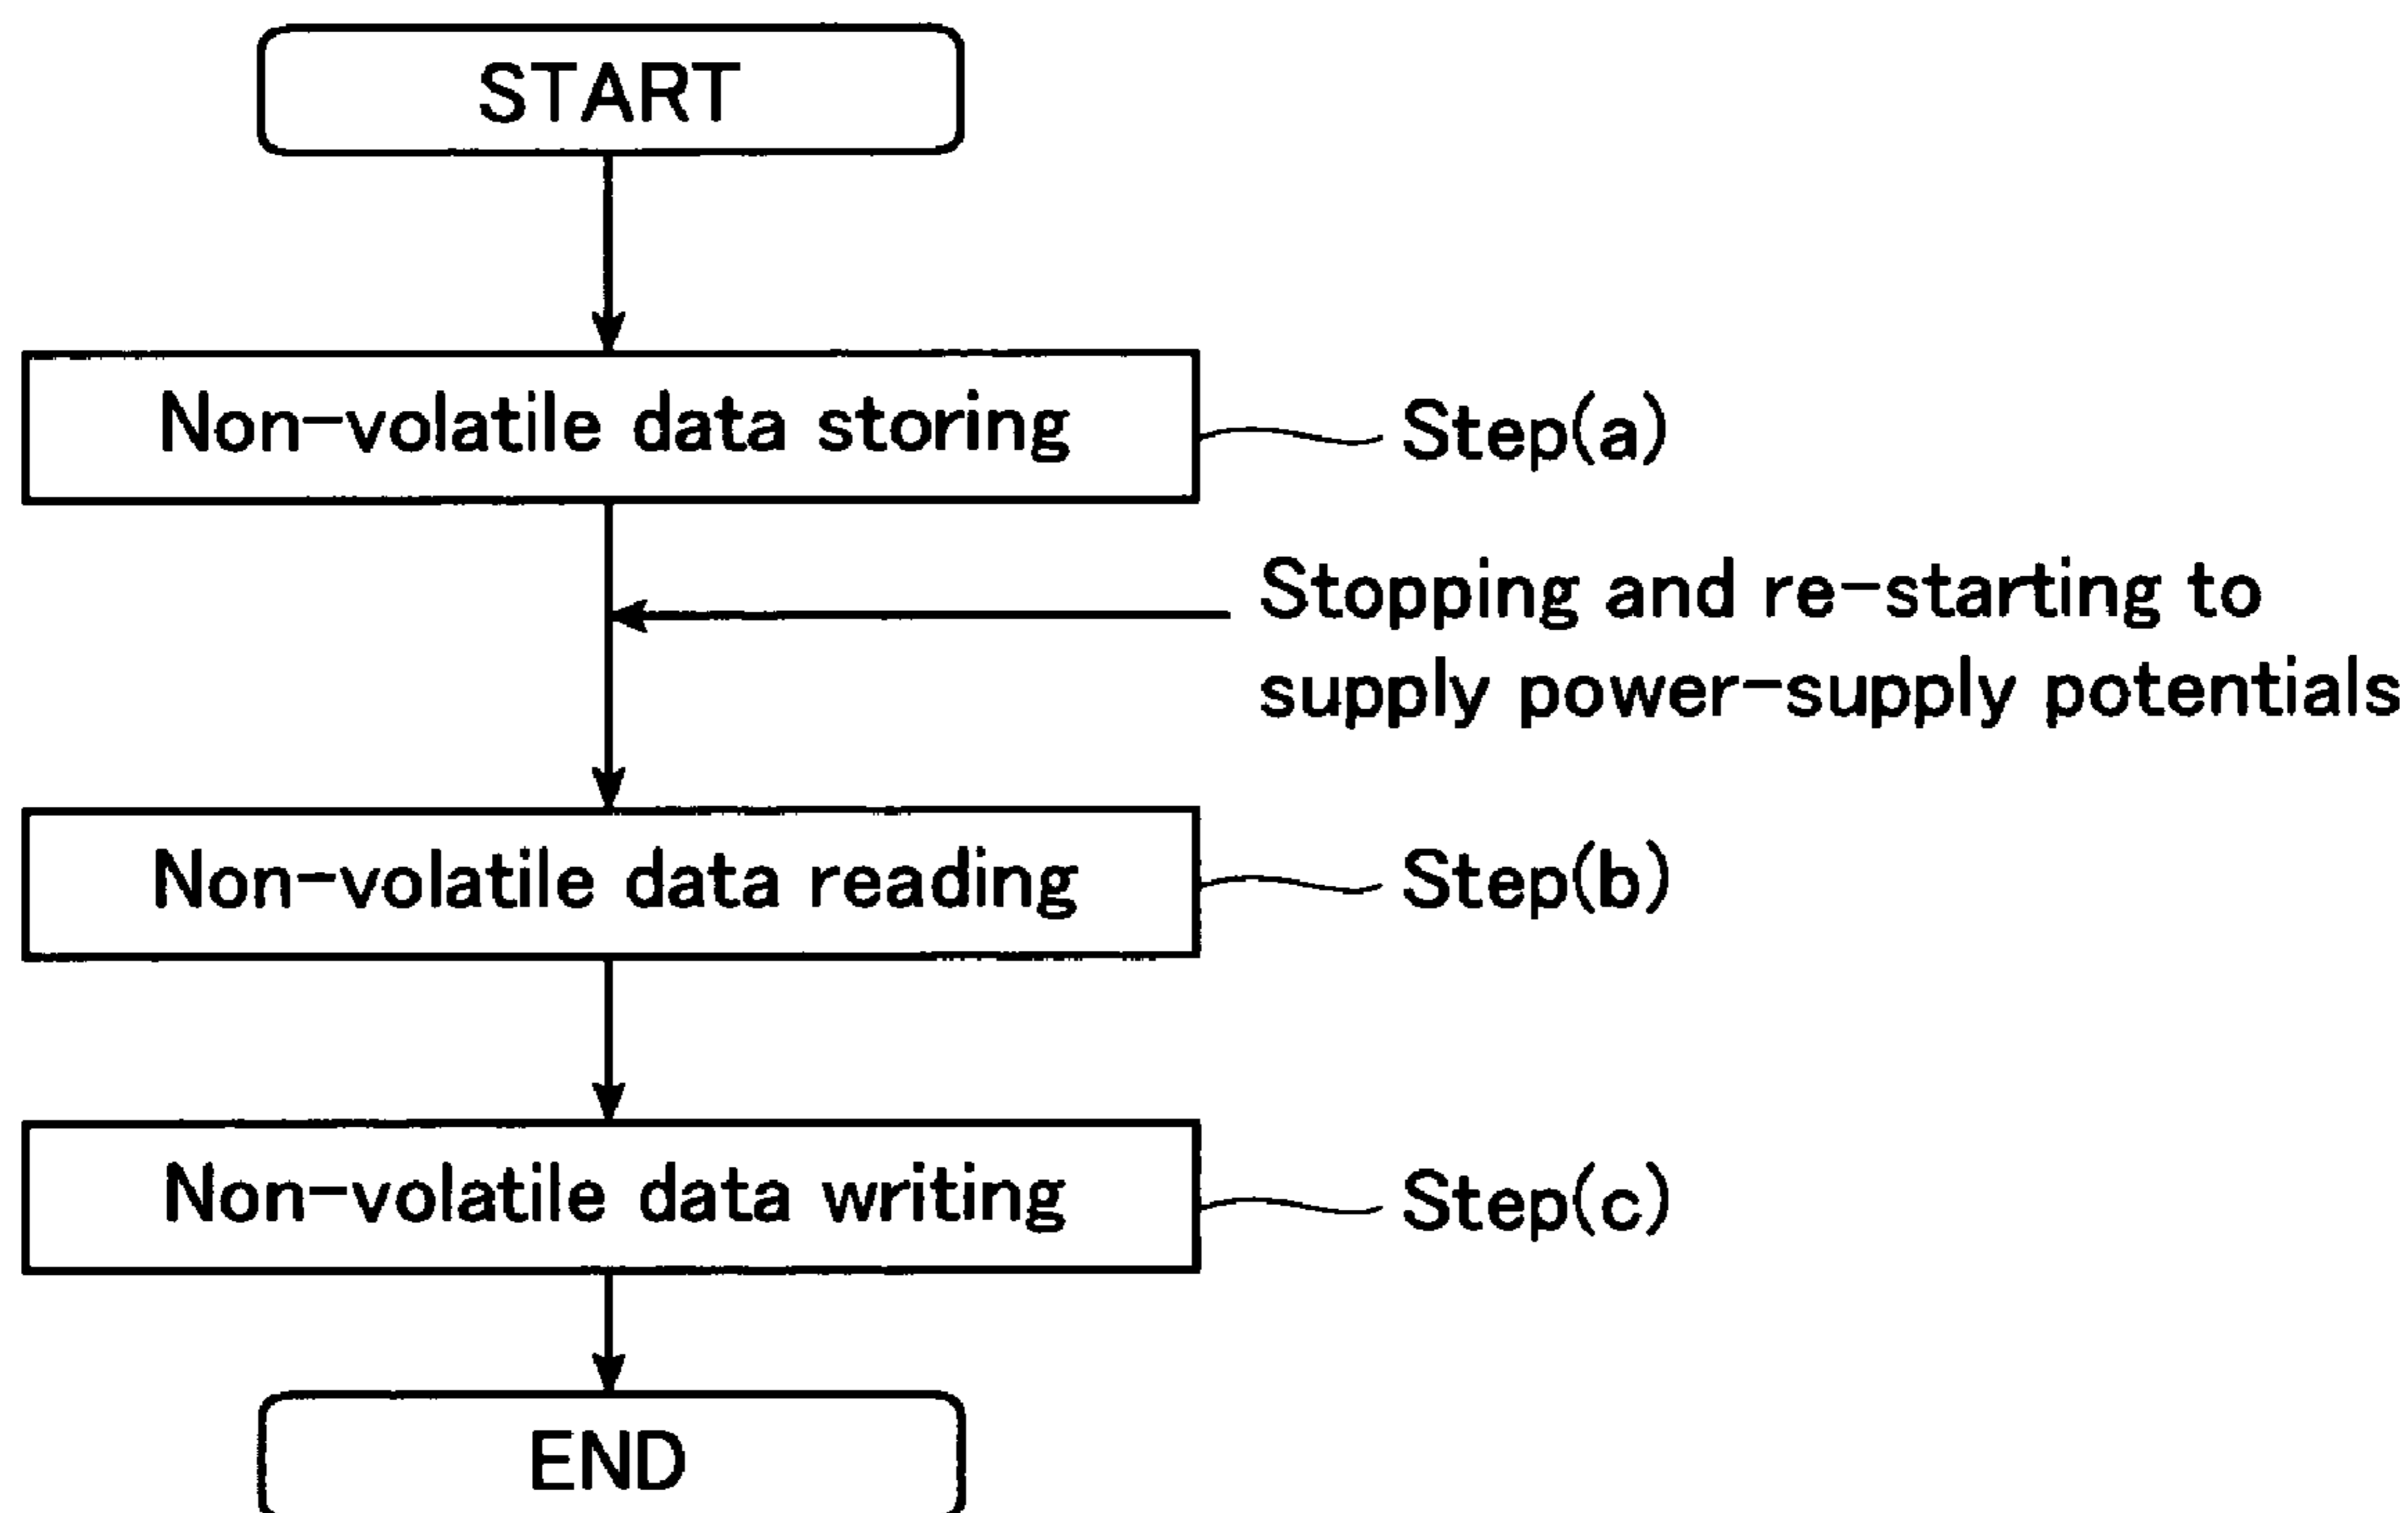 START
Non-volatile data storing
Step(a)
Stopping and re-starting to
supply power-supply potentials
Non-volatile data reading
Step(b)
Non-volatile data writing
Step(c)
END